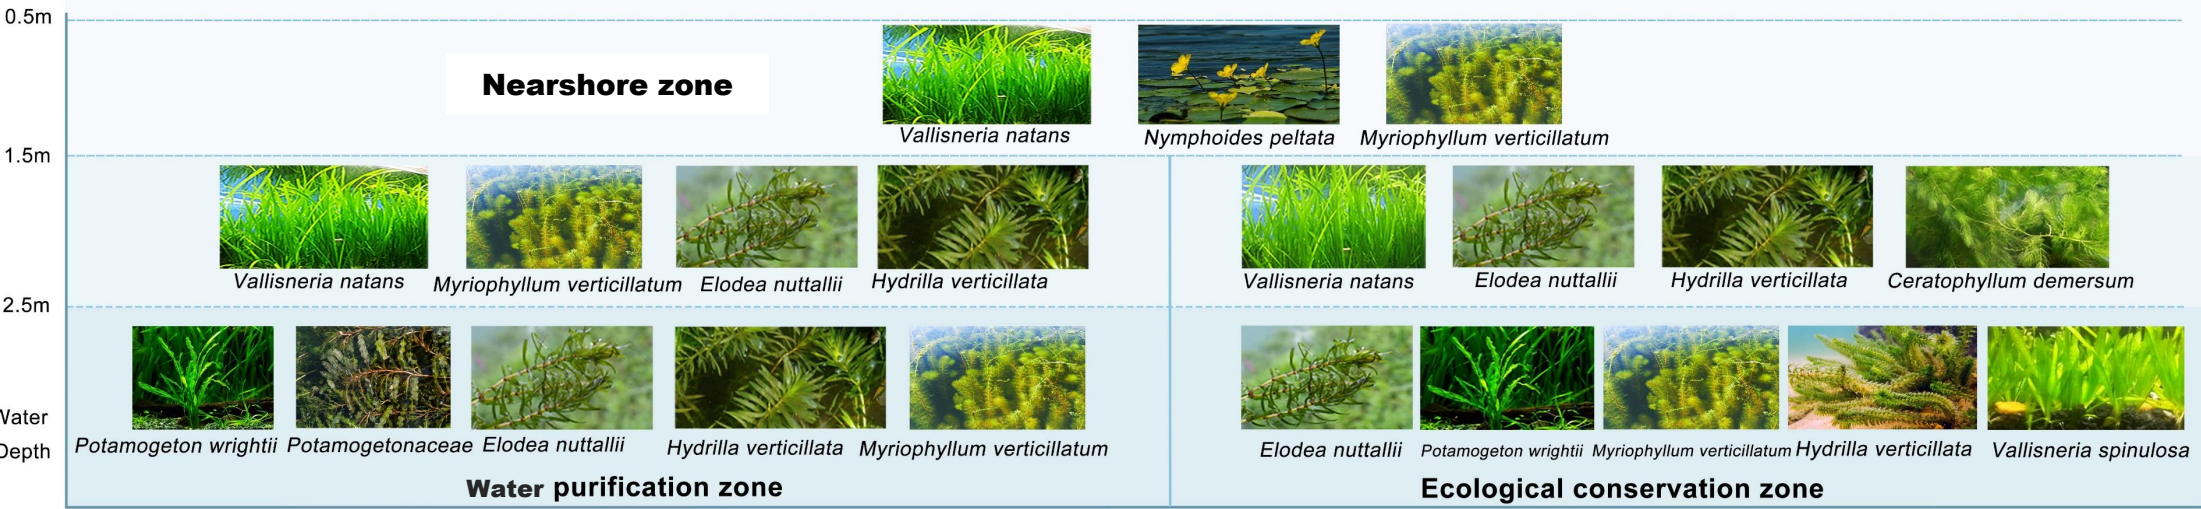 0.5m
Nearshore zone
Vallisneria natans
Nymphoides peltata
Myriophyllum verticillatum
1.5m
Vallisneria natans
Myriophyllum verticillatum
Elodea nuttallii
Hydrilla verticillata
Vallisneria natans
Elodea nuttallii
Hydrilla verticillata
Ceratophyllum demersum
2.5m
Water
Depth
Potamogeton wrightii
Potamogetonaceae
Elodea nuttallii
Hydrilla verticillata
Myriophyllum verticillatum
Elodea nuttallii
Potamogeton wrightii
Myriophyllum verticillatum
Hydrilla verticillata
Vallisneria spinulosa
Water purification zone
Ecological conservation zone